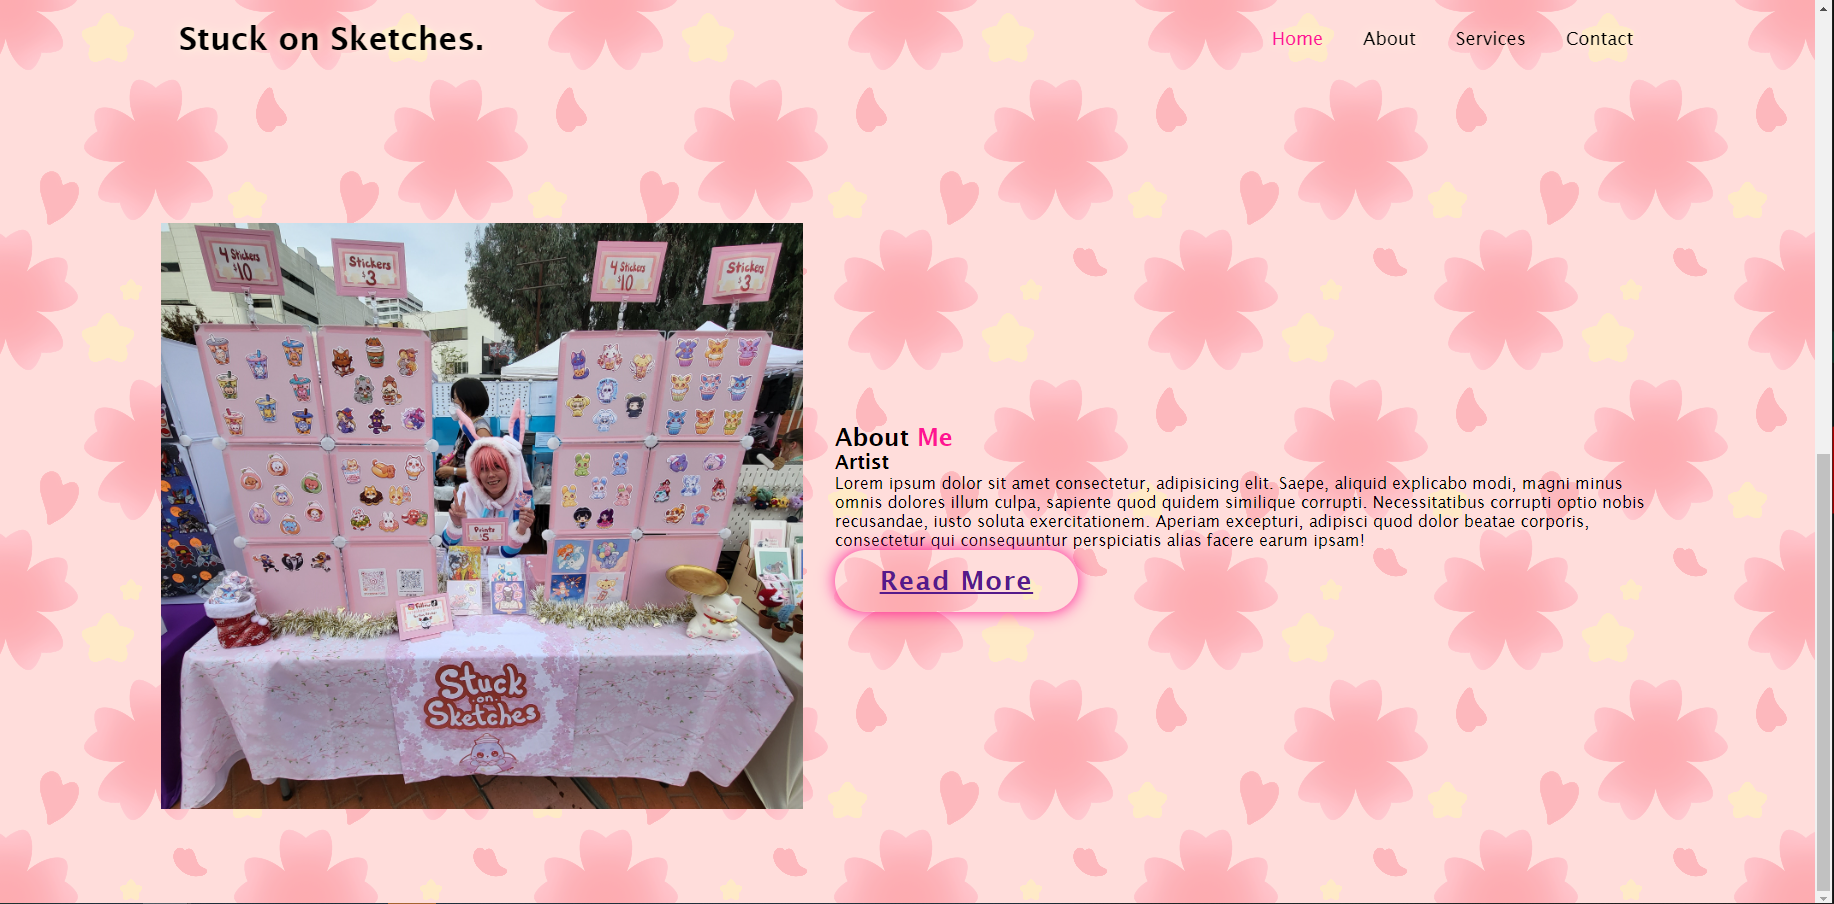 Stuck on Sketches.
Home About Services Contact
4 Stickers
$10
Stickers
$3
4 Stickers
$10
Stickers
$3
Prints
$5
Stuck
on
Sketches
About Me
Artist
Lorem ipsum dolor sit amet consectetur, adipisicing elit. Saepe, aliquid explicabo modi, magni minus
omnis dolores illum culpa, sapiente quod quidem similique corrupti. Necessitatibus corrupti optio nobis
recusandae, iusto soluta exercitationem. Aperiam excepturi, adipisci quod dolor beatae corporis,
consectetur qui consequuntur perspiciatis alias facere earum ipsam!
Read More